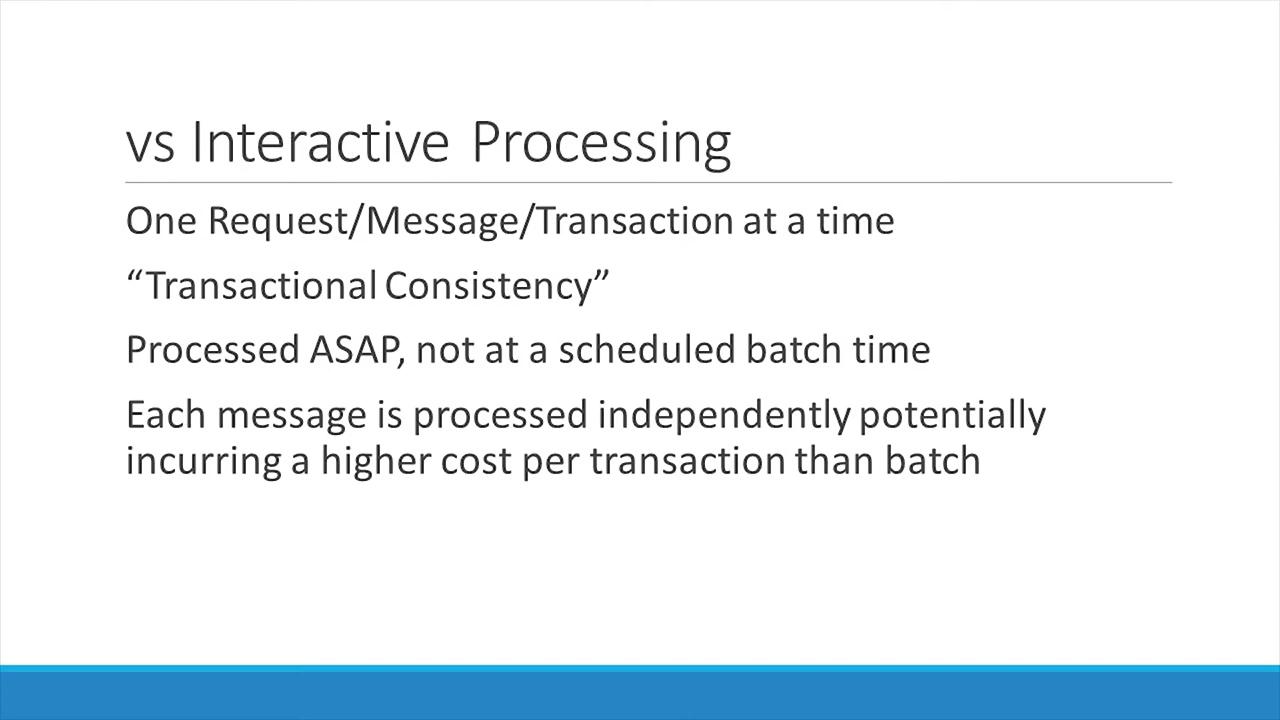 vs Interactive Processing
One Request/Message/Transaction at a time
“Transactional Consistency”
Processed ASAP, not at a scheduled batch time
Each message is processed independently potentially
incurring a higher cost per transaction than batch